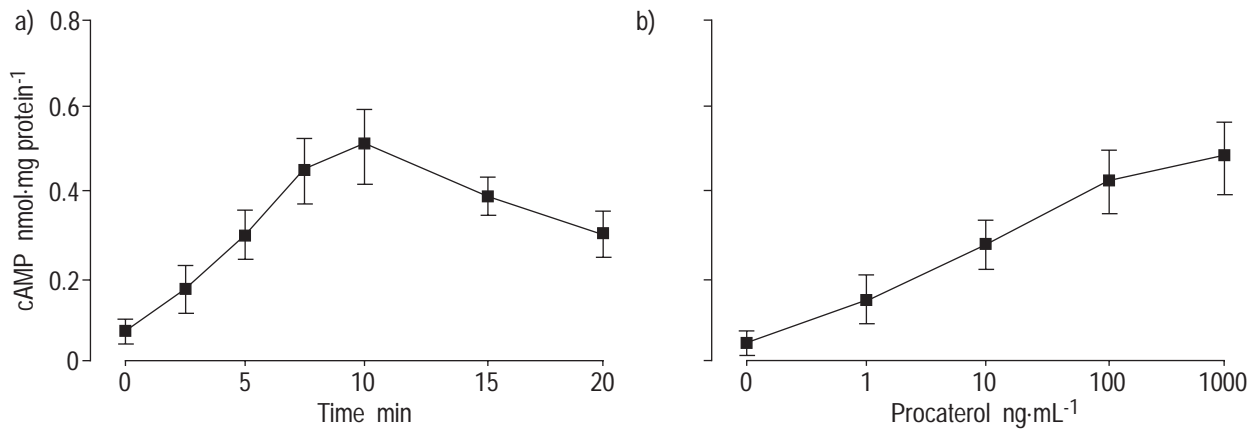 a)
cAMP nmol·mg protein-1
0.8
0.6
0.4
0.2
0
0 5 10 15 20
Time min
b)
0 1 10 100 1000
Procaterol ng·mL-1